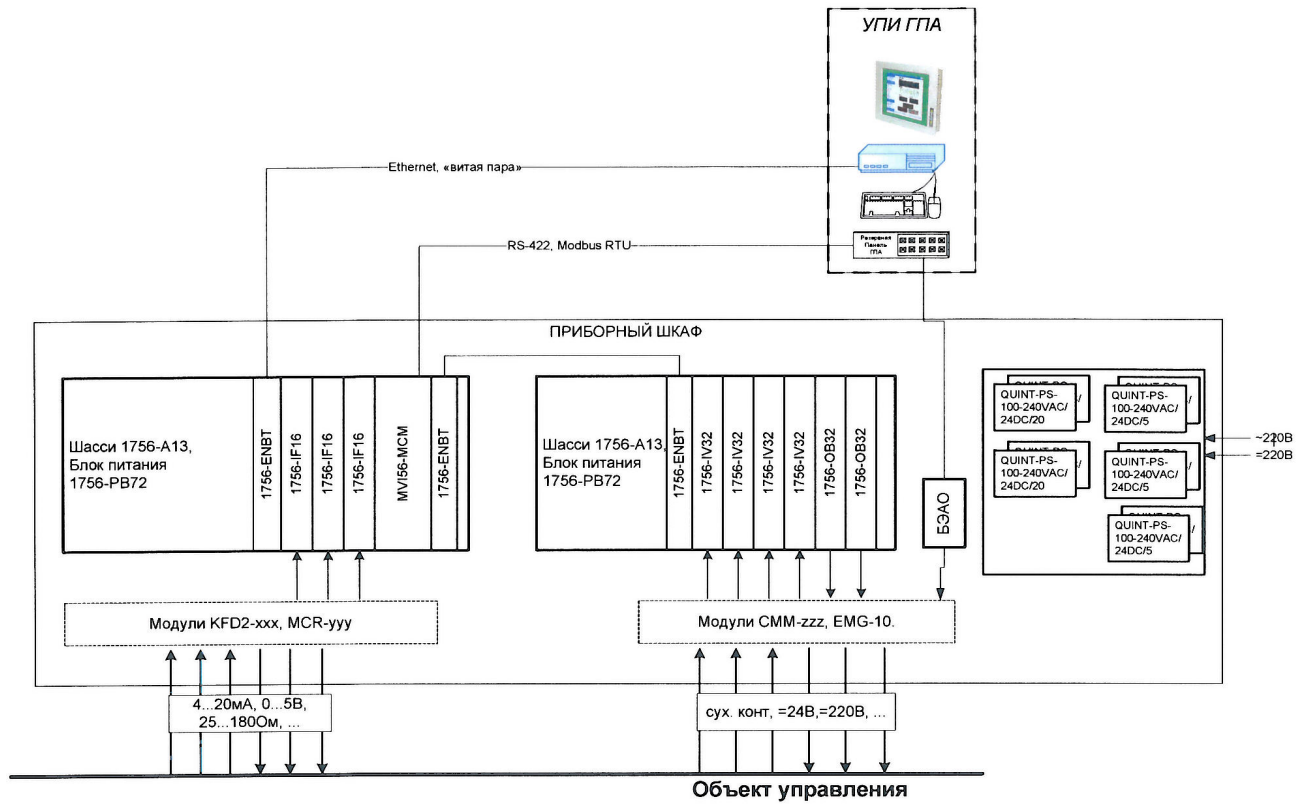 УПИ ГПА
Ethernet, «витая пара»
RS-422, Modbus RTU
Резервная
Панель
ГПА
ПРИБОРНЫЙ ШКАФ
Шасси 1756-A13,
Блок питания
1756-PB72
1756-ENBT
1756-IF16
1756-IF16
1756-IF16
MVI56-MCM
1756-ENBT
Шасси 1756-A13,
Блок питания
1756-PB72
1756-ENBT
1756-IV32
1756-IV32
1756-IV32
1756-IV32
1756-OB32
1756-OB32
БЭАО
QUINT-PS-
100-240VAC/
24DC/20
QUINT-PS-
100-240VAC/
24DC/5
QUINT-PS-
100-240VAC/
24DC/20
QUINT-PS-
100-240VAC/
24DC/5
QUINT-PS-
100-240VAC/
24DC/5
~220В
=220В
Модули KFD2-xxx, MCR-yyy
Модули CMM-zzz, EMG-10.
4...20мА, 0...5В,
25...180Ом, ...
сух. конт, =24В,=220В, ...
Объект управления